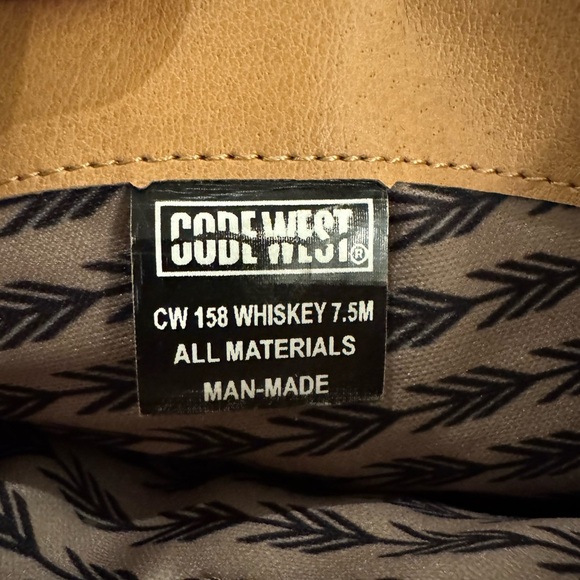 CODE WEST®
CW 158 WHISKEY 7.5M
ALL MATERIALS
MAN-MADE